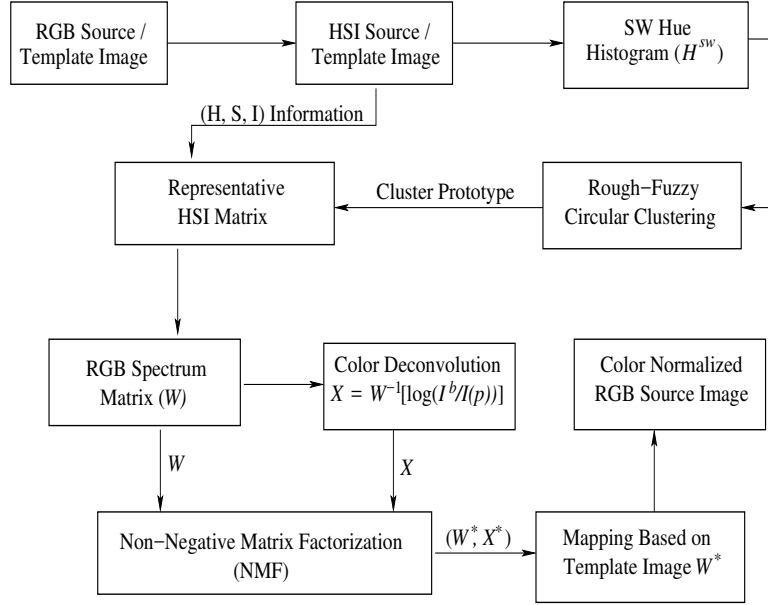 RGB Source /
Template Image
HSI Source /
Template Image
SW Hue
Histogram (H^sw)
(H, S, I) Information
Representative
HSI Matrix
Cluster Prototype
Rough−Fuzzy
Circular Clustering
RGB Spectrum
Matrix (W)
Color Deconvolution
X = W⁻¹[log(I^b/I(p))]
Color Normalized
RGB Source Image
W
X
Non−Negative Matrix Factorization
(NMF)
(W*, X*)
Mapping Based on
Template Image W*